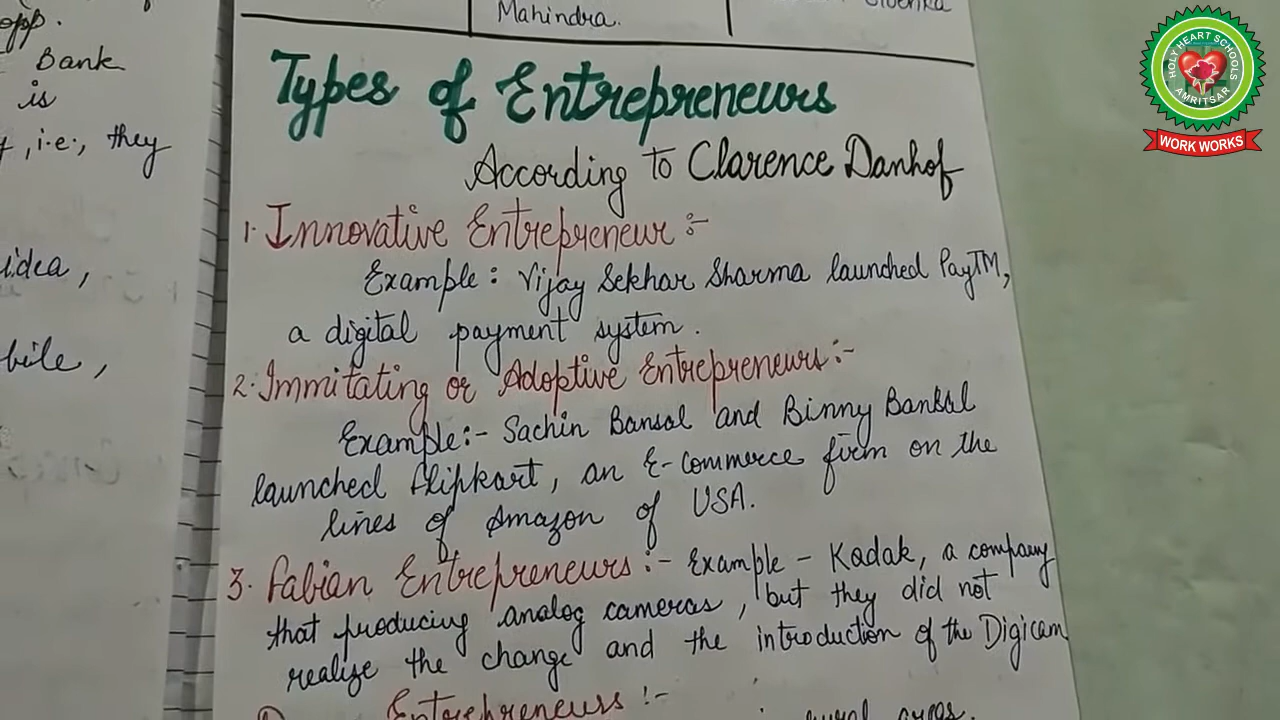 Mahindra.
opp.
Bank
is
, i.e., they
idea,
bile,
Types of Entrepreneurs
According to Clarence Danhof
1. Innovative Entrepreneur :-
Example : Vijay Sekhar Sharma launched PayTM,
a digital payment system.
2. Immitating or Adoptive Entrepreneurs:-
Example:- Sachin Bansal and Binny Bansal
launched Flipkart, an E-commerce firm on the
lines of Amazon of USA.
3. Fabian Entrepreneurs :- Example - Kadak, a company
that producing analog cameras, but they did not
realize the change and the introduction of the Digicam
Entrepreneurs :-
rural areas.
HOLY HEART SCHOOLS
AMRITSAR
WORK WORKS